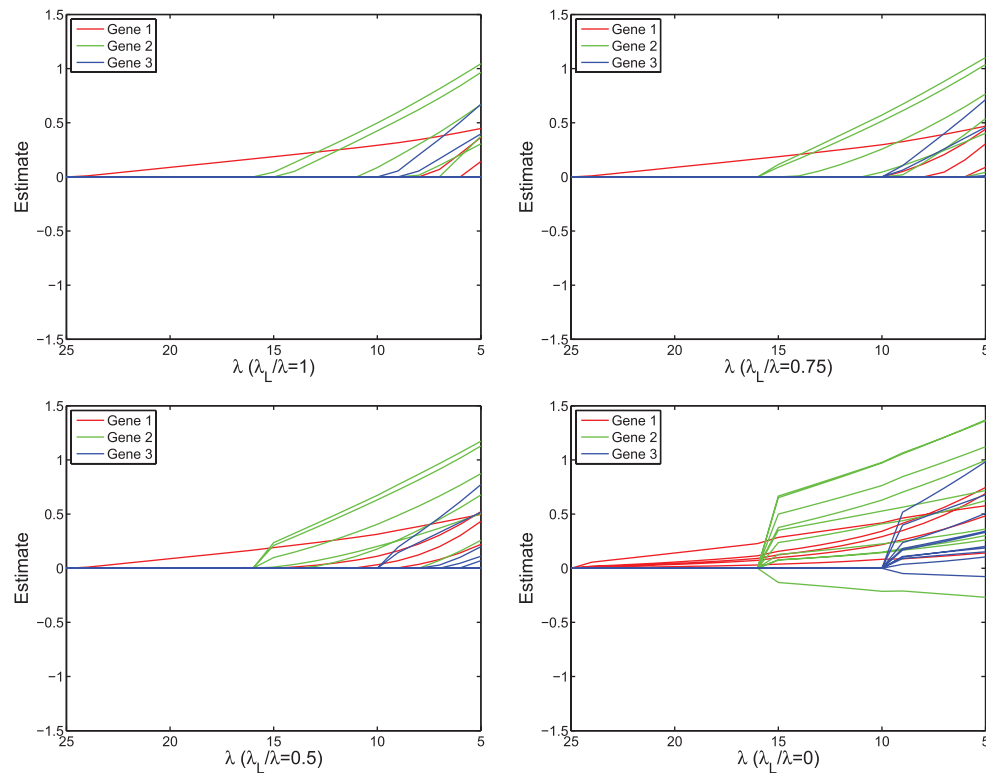 Gene 1
Gene 2
Gene 3
1.5
1
0.5
0
−0.5
−1
−1.5
Estimate
25 20 15 10 5
λ (λ_L/λ=1)
Gene 1
Gene 2
Gene 3
1.5
1
0.5
0
−0.5
−1
−1.5
Estimate
25 20 15 10 5
λ (λ_L/λ=0.75)
Gene 1
Gene 2
Gene 3
1.5
1
0.5
0
−0.5
−1
−1.5
Estimate
25 20 15 10 5
λ (λ_L/λ=0.5)
Gene 1
Gene 2
Gene 3
1.5
1
0.5
0
−0.5
−1
−1.5
Estimate
25 20 15 10 5
λ (λ_L/λ=0)